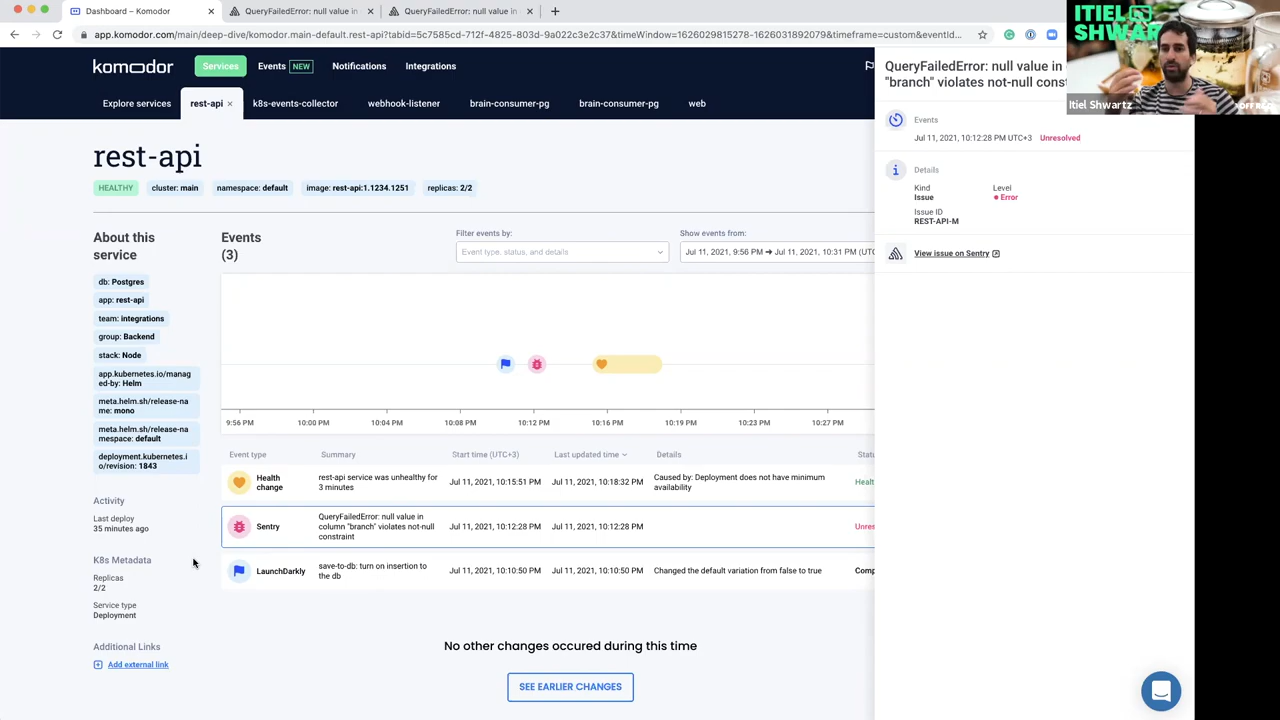 Dashboard – Komodor
QueryFailedError: null value in
QueryFailedError: null value in
app.komodor.com/main/deep-dive/komodor.main.default.rest-
712f-4825-803d-9a022c3e2c37&timeWindow=1626029815278-1626031892079&timeframe=custom&eventId...
ITIEL
SHWAR
Itiel Shwartz
komodor
Services
Events NEW
Notifications
Integrations
Explore services
rest-api
k8s-events-collector
webhook-listener
brain-consumer-pg
brain-consumer-pg
web
rest-api
HEALTHY
cluster: main
namespace: default
image: rest-api:1.1234.1251
replicas: 2/2
About this
service
db: Postgres
app: rest-api
team: integrations
group: Backend
stack: Node
app.kubernetes.io/manag
ed-by: Helm
meta.helm.sh/release-na
me: mono
meta.helm.sh/release-na
mespace: default
deployment.kubernetes.i
o/revision: 1843
Activity
Last deploy
35 minutes ago
K8s Metadata
Replicas
2/2
Service type
Deployment
Additional Links
Add external link
Events
(3)
Filter events by:
Event type, status, and details
Show events from:
Jul 11, 2021, 9:56 PM ➔ Jul 11, 2021, 10:31 PM (UTC
9:56 PM
10:00 PM
10:04 PM
10:08 PM
10:12 PM
10:16 PM
10:19 PM
10:23 PM
10:27 PM
Event type
Summary
Start time (UTC+3)
Last updated time
Details
Statu
Health
change
rest-api service was unhealthy for
3 minutes
Jul 11, 2021, 10:15:51 PM
Jul 11, 2021, 10:18:32 PM
Caused by: Deployment does not have minimum
availability
Healt
Sentry
QueryFailedError: null value in
column "branch" violates not-null
constraint
Jul 11, 2021, 10:12:28 PM
Jul 11, 2021, 10:12:28 PM
Unres
LaunchDarkly
save-to-db: turn on insertion to
the db
Jul 11, 2021, 10:10:50 PM
Jul 11, 2021, 10:10:50 PM
Changed the default variation from false to true
Comp
No other changes occured during this time
SEE EARLIER CHANGES
QueryFailedError: null value in
"branch" violates not-null const
Events
Jul 11, 2021, 10:12:28 PM UTC+3
Unresolved
Details
Kind
Issue
Level
Error
Issue ID
REST-API-M
View issue on Sentry